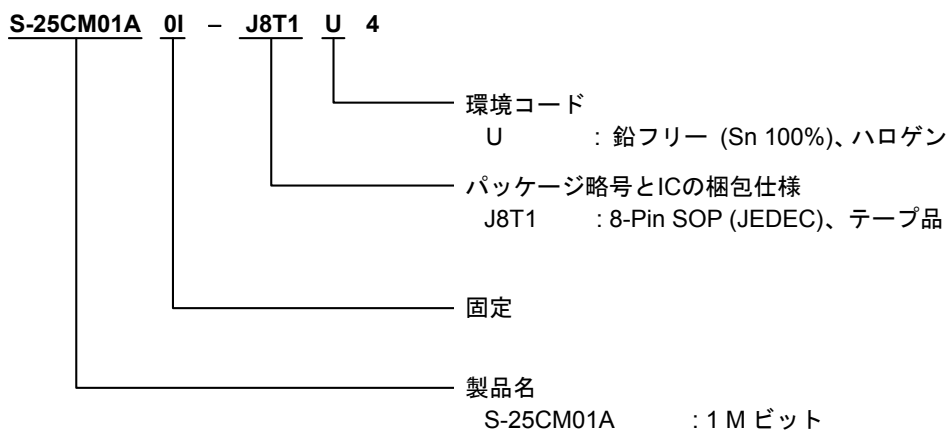 S-25CM01A 0I – J8T1 U 4
環境コード
U : 鉛フリー (Sn 100%)、ハロゲン
パッケージ略号とICの梱包仕様
J8T1 : 8-Pin SOP (JEDEC)、テープ品
固定
製品名
S-25CM01A : 1 M ビット